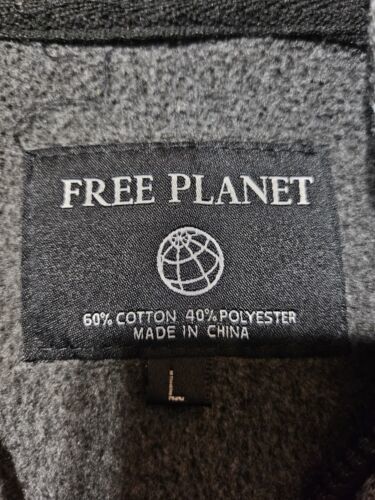 FREE PLANET
60% COTTON 40% POLYESTER
MADE IN CHINA
L